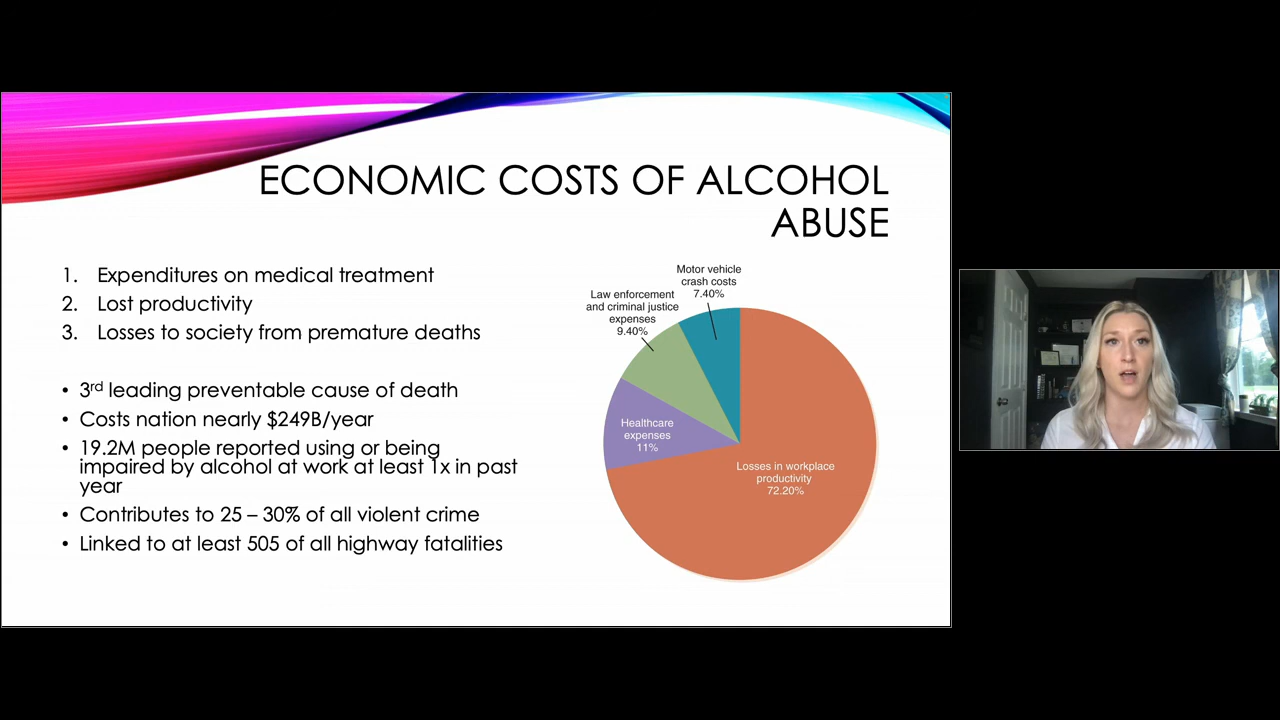 ECONOMIC COSTS OF ALCOHOL
ABUSE
1. Expenditures on medical treatment
2. Lost productivity
3. Losses to society from premature deaths
• 3rd leading preventable cause of death
• Costs nation nearly $249B/year
• 19.2M people reported using or being
impaired by alcohol at work at least 1x in past
year
• Contributes to 25 – 30% of all violent crime
• Linked to at least 505 of all highway fatalities
Motor vehicle
crash costs
7.40%
Law enforcement
and criminal justice
expenses
9.40%
Healthcare
expenses
11%
Losses in workplace
productivity
72.20%